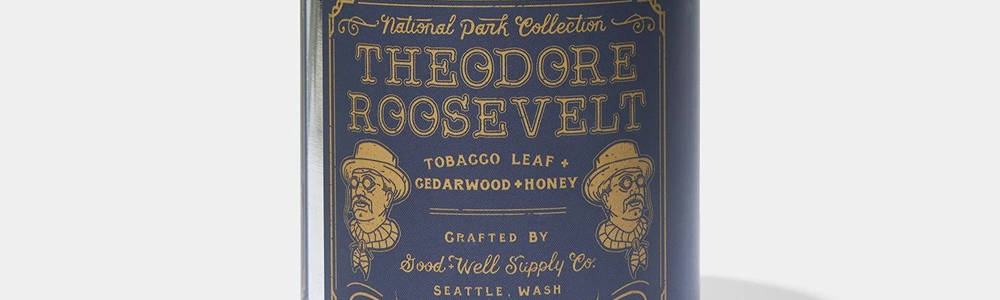 National Park Collection
THEODORE
ROOSEVELT
TOBACCO LEAF +
CEDARWOOD + HONEY
CRAFTED BY
Good + Well Supply Co.
SEATTLE, WASH